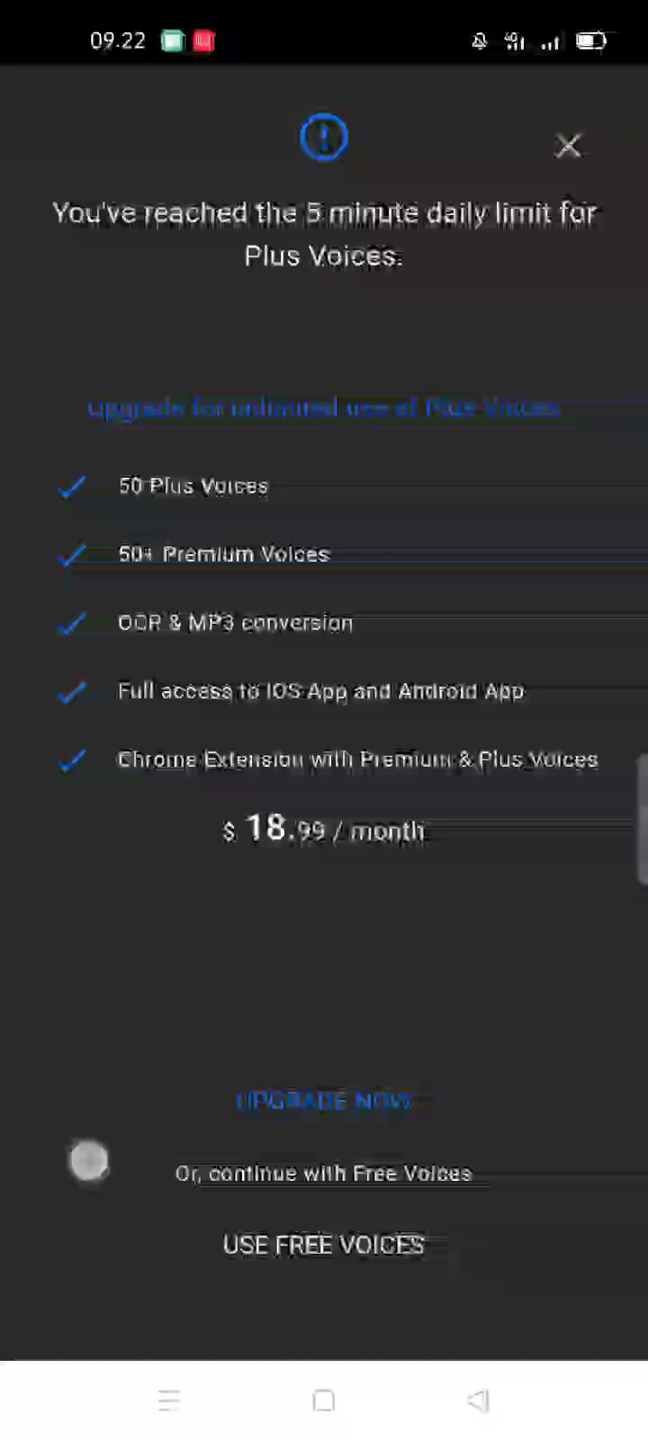 09.22
You've reached the 5 minute daily limit for
Plus Voices.
Upgrade for unlimited use of Plus Voices
50 Plus Voices
50+ Premium Voices
OCR & MP3 conversion
Full access to IOS App and Android App
Chrome Extension with Premium & Plus Voices
$ 18.99 / month
UPGRADE NOW
Or, continue with Free Voices
USE FREE VOICES